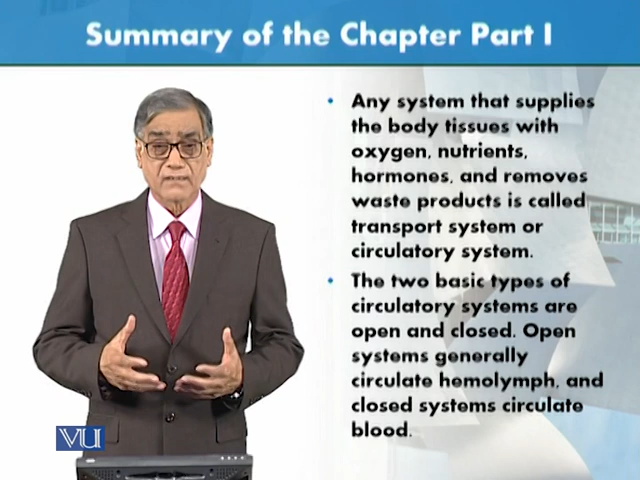 Summary of the Chapter Part I
• Any system that supplies
the body tissues with
oxygen, nutrients,
hormones, and removes
waste products is called
transport system or
circulatory system.
• The two basic types of
circulatory systems are
open and closed. Open
systems generally
circulate hemolymph, and
closed systems circulate
blood.
VU